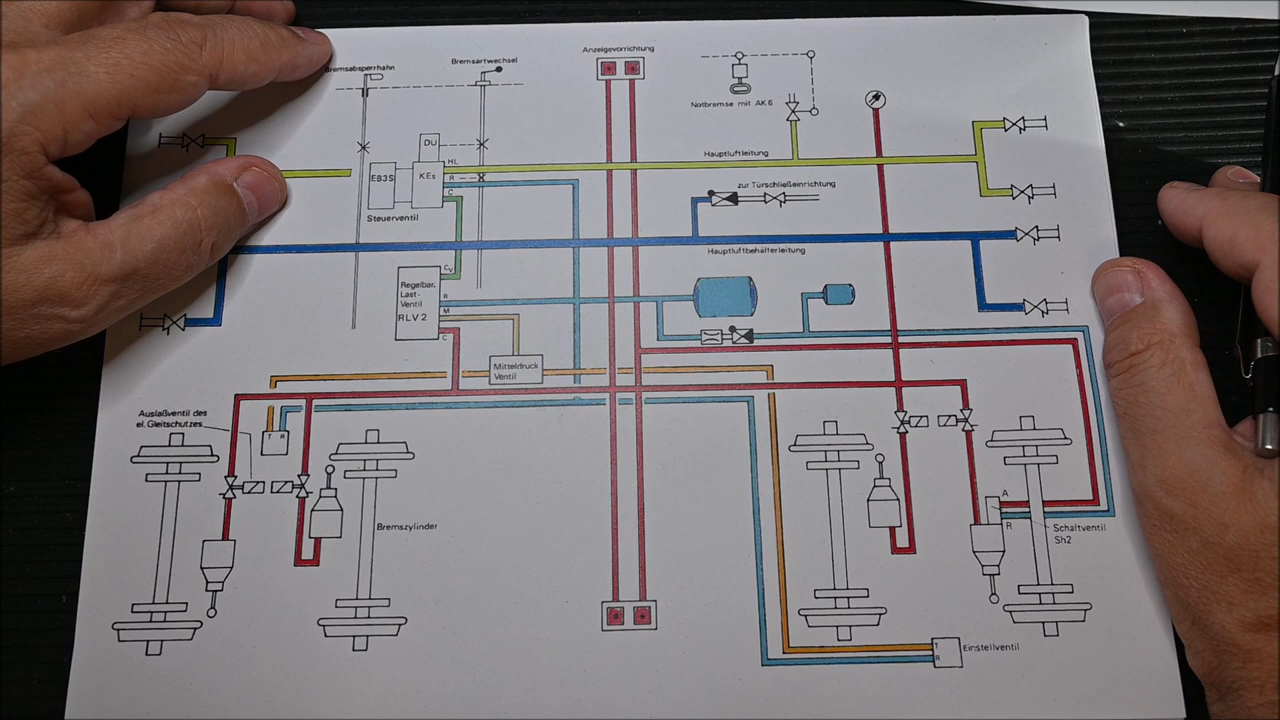 Anzeigevorrichtung
Bremsabsperrhahn
Bremsartwechsel
Notbremse mit AK 6
DU
HL
Hauptluftleitung
EB3S
KEs
R
C
zur Türschließeinrichtung
Steuerventil
Hauptluftbehälterleitung
Cv
Regelbar.
Last-
Ventil
RLV 2
R
M
C
Mitteldruck
Ventil
Auslaßventil des
el. Gleitschutzes
T R
Bremszylinder
A
R
Schaltventil
Sh2
T
R
Einstellventil